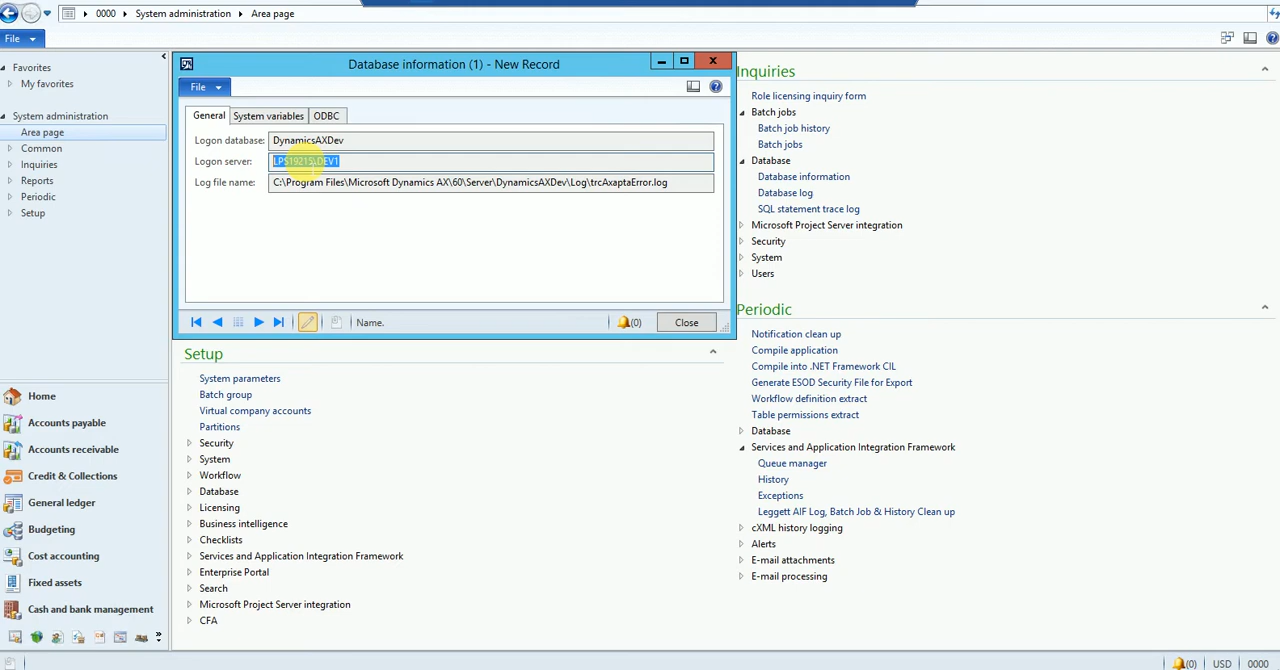 0000 System administration Area page
File
Favorites
My favorites
System administration
Area page
Common
Inquiries
Reports
Periodic
Setup
Home
Accounts payable
Accounts receivable
Credit & Collections
General ledger
Budgeting
Cost accounting
Fixed assets
Cash and bank management
Database information (1) - New Record
File
General System variables ODBC
Logon database: DynamicsAXDev
Logon server: LPS19215\DEV1
Log file name: C:\Program Files\Microsoft Dynamics AX\60\Server\DynamicsAXDev\Log\trcAxaptaError.log
Name. (0) Close
Setup
System parameters
Batch group
Virtual company accounts
Partitions
Security
System
Workflow
Database
Licensing
Business intelligence
Checklists
Services and Application Integration Framework
Enterprise Portal
Search
Microsoft Project Server integration
CFA
Inquiries
Role licensing inquiry form
Batch jobs
Batch job history
Batch jobs
Database
Database information
Database log
SQL statement trace log
Microsoft Project Server integration
Security
System
Users
Periodic
Notification clean up
Compile application
Compile into .NET Framework CIL
Generate ESOD Security File for Export
Workflow definition extract
Table permissions extract
Database
Services and Application Integration Framework
Queue manager
History
Exceptions
Leggett AIF Log, Batch Job & History Clean up
cXML history logging
Alerts
E-mail attachments
E-mail processing
(0) USD 0000